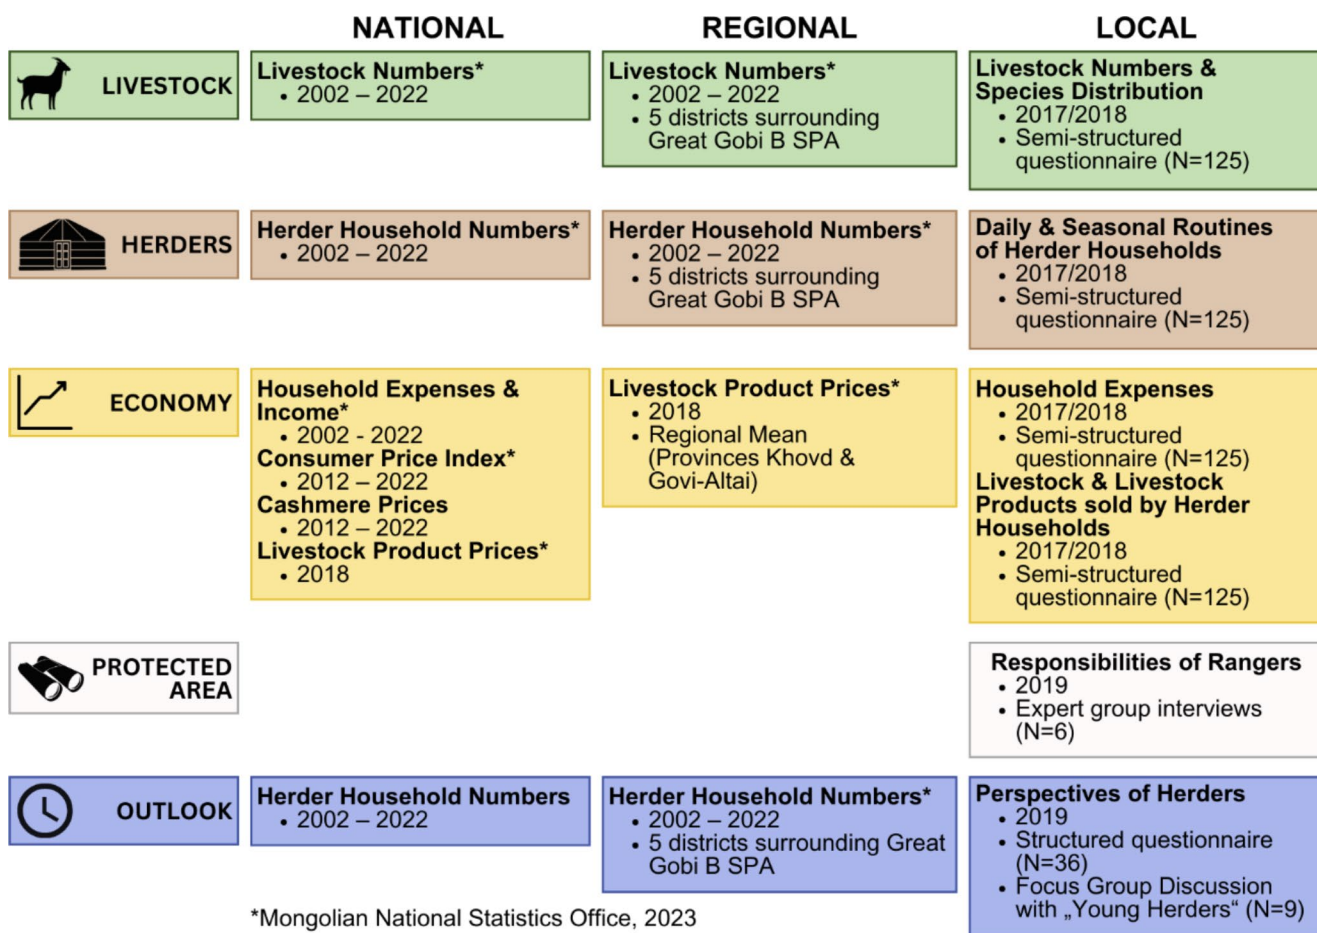 NATIONAL
REGIONAL
LOCAL
LIVESTOCK
Livestock Numbers*
• 2002 – 2022
Livestock Numbers*
• 2002 – 2022
• 5 districts surrounding
Great Gobi B SPA
Livestock Numbers &
Species Distribution
• 2017/2018
• Semi-structured
questionnaire (N=125)
HERDERS
Herder Household Numbers*
• 2002 – 2022
Herder Household Numbers*
• 2002 – 2022
• 5 districts surrounding
Great Gobi B SPA
Daily & Seasonal Routines
of Herder Households
• 2017/2018
• Semi-structured
questionnaire (N=125)
ECONOMY
Household Expenses &
Income*
• 2002 - 2022
Consumer Price Index*
• 2012 – 2022
Cashmere Prices
• 2012 – 2022
Livestock Product Prices*
• 2018
Livestock Product Prices*
• 2018
• Regional Mean
(Provinces Khovd &
Govi-Altai)
Household Expenses
• 2017/2018
• Semi-structured
questionnaire (N=125)
Livestock & Livestock
Products sold by Herder
Households
• 2017/2018
• Semi-structured
questionnaire (N=125)
PROTECTED
AREA
Responsibilities of Rangers
• 2019
• Expert group interviews
(N=6)
OUTLOOK
Herder Household Numbers
• 2002 – 2022
Herder Household Numbers*
• 2002 – 2022
• 5 districts surrounding Great
Gobi B SPA
Perspectives of Herders
• 2019
• Structured questionnaire
(N=36)
• Focus Group Discussion
with „Young Herders“ (N=9)
*Mongolian National Statistics Office, 2023